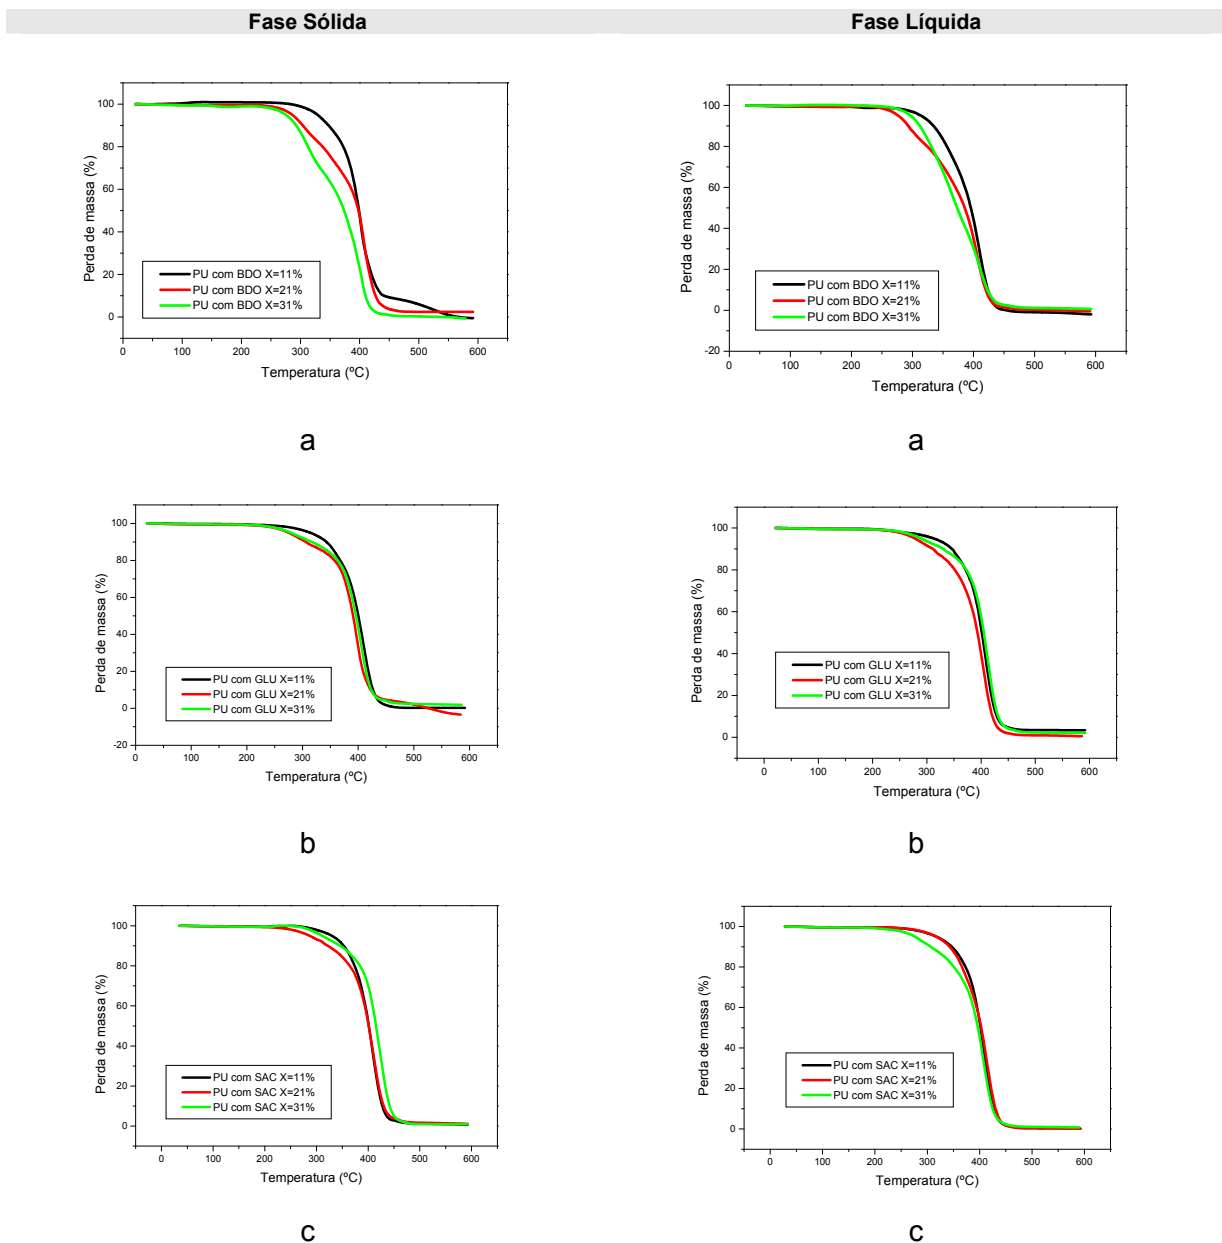 Fase Sólida
Fase Líquida
Perda de massa (%)
100
80
60
40
20
0
PU com BDO X=11%
PU com BDO X=21%
PU com BDO X=31%
0 100 200 300 400 500 600
Temperatura (ºC)
a
Perda de massa (%)
100
80
60
40
20
0
-20
PU com BDO X=11%
PU com BDO X=21%
PU com BDO X=31%
0 100 200 300 400 500 600
Temperatura (ºC)
a
Perda de massa (%)
100
80
60
40
20
0
-20
PU com GLU X=11%
PU com GLU X=21%
PU com GLU X=31%
0 100 200 300 400 500 600
Temperatura (ºC)
b
Perda de massa (%)
100
80
60
40
20
0
PU com GLU X=11%
PU com GLU X=21%
PU com GLU X=31%
0 100 200 300 400 500 600
Temperatura (ºC)
b
Perda de massa (%)
100
80
60
40
20
0
PU com SAC X=11%
PU com SAC X=21%
PU com SAC X=31%
0 100 200 300 400 500 600
Temperatura (ºC)
c
Perda de massa (%)
100
80
60
40
20
0
PU com SAC X=11%
PU com SAC X=21%
PU com SAC X=31%
0 100 200 300 400 500 600
Temperatura (ºC)
c